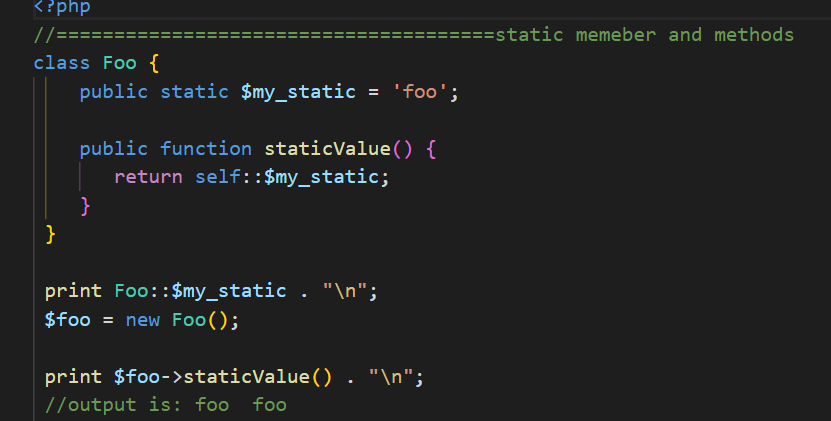 <?php
//======================================static memeber and methods
class Foo {
public static $my_static = 'foo';
public function staticValue() {
return self::$my_static;
}
}
print Foo::$my_static . "\n";
$foo = new Foo();
print $foo->staticValue() . "\n";
//output is: foo  foo